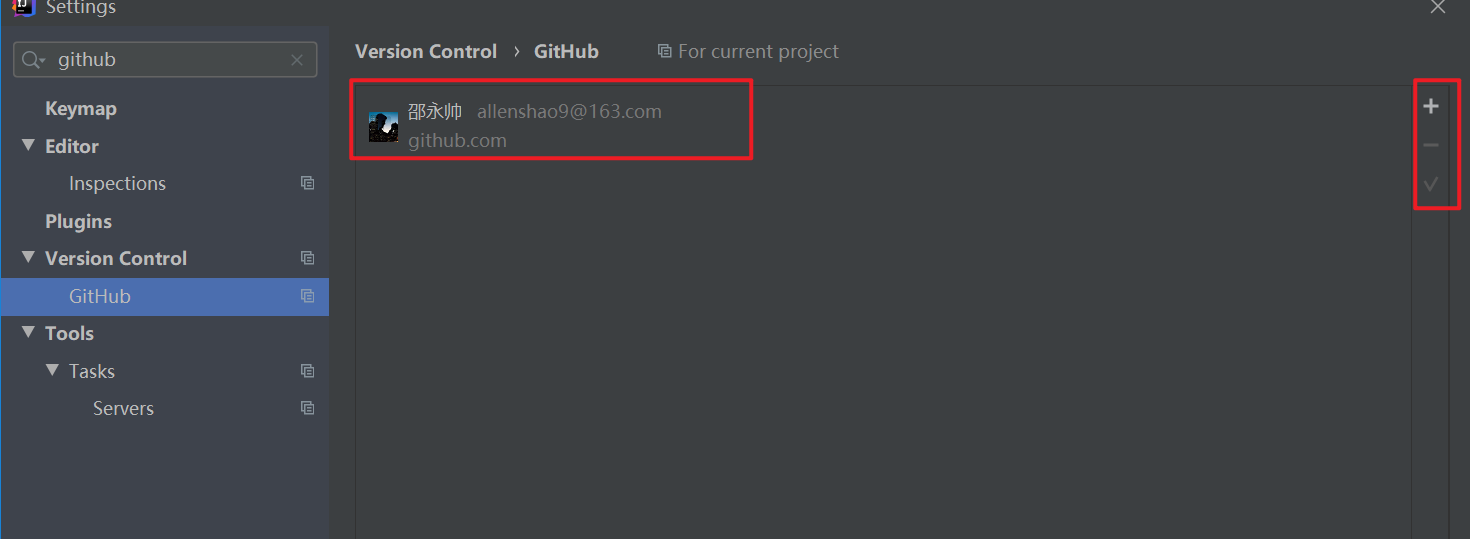 Settings
github
Version Control › GitHub For current project
Keymap
Editor
Inspections
Plugins
Version Control
GitHub
Tools
Tasks
Servers
邵永帅 allenshao9@163.com
github.com